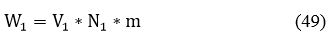 W₁ = V₁ * N₁ * m (49)